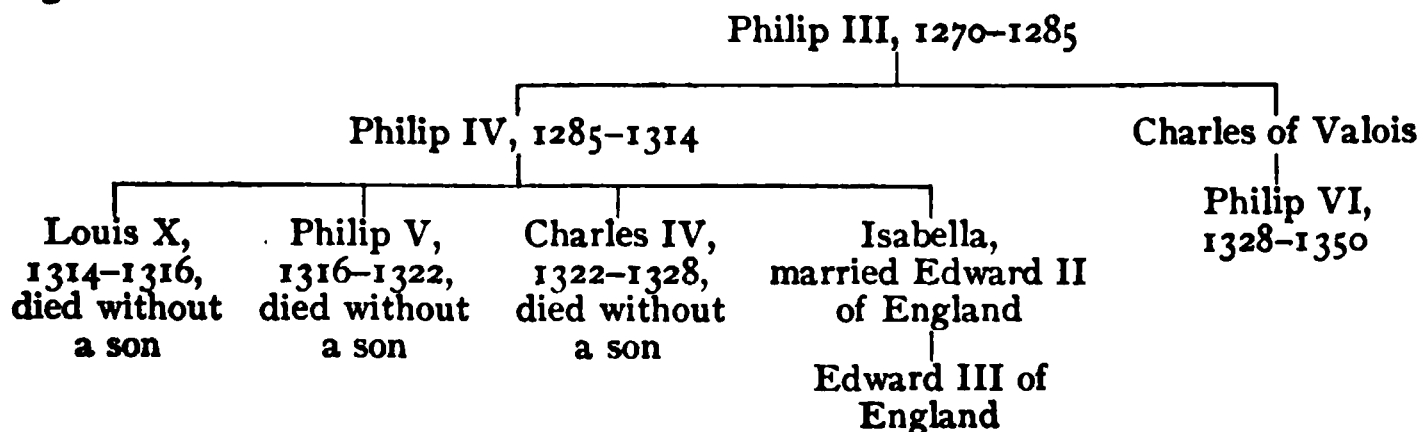 Philip III, 1270–1285
Philip IV, 1285–1314
Charles of Valois
Louis X,
1314–1316,
died without
a son
Philip V,
1316–1322,
died without
a son
Charles IV,
1322–1328,
died without
a son
Isabella,
married Edward II
of England
Philip VI,
1328–1350
Edward III of
England